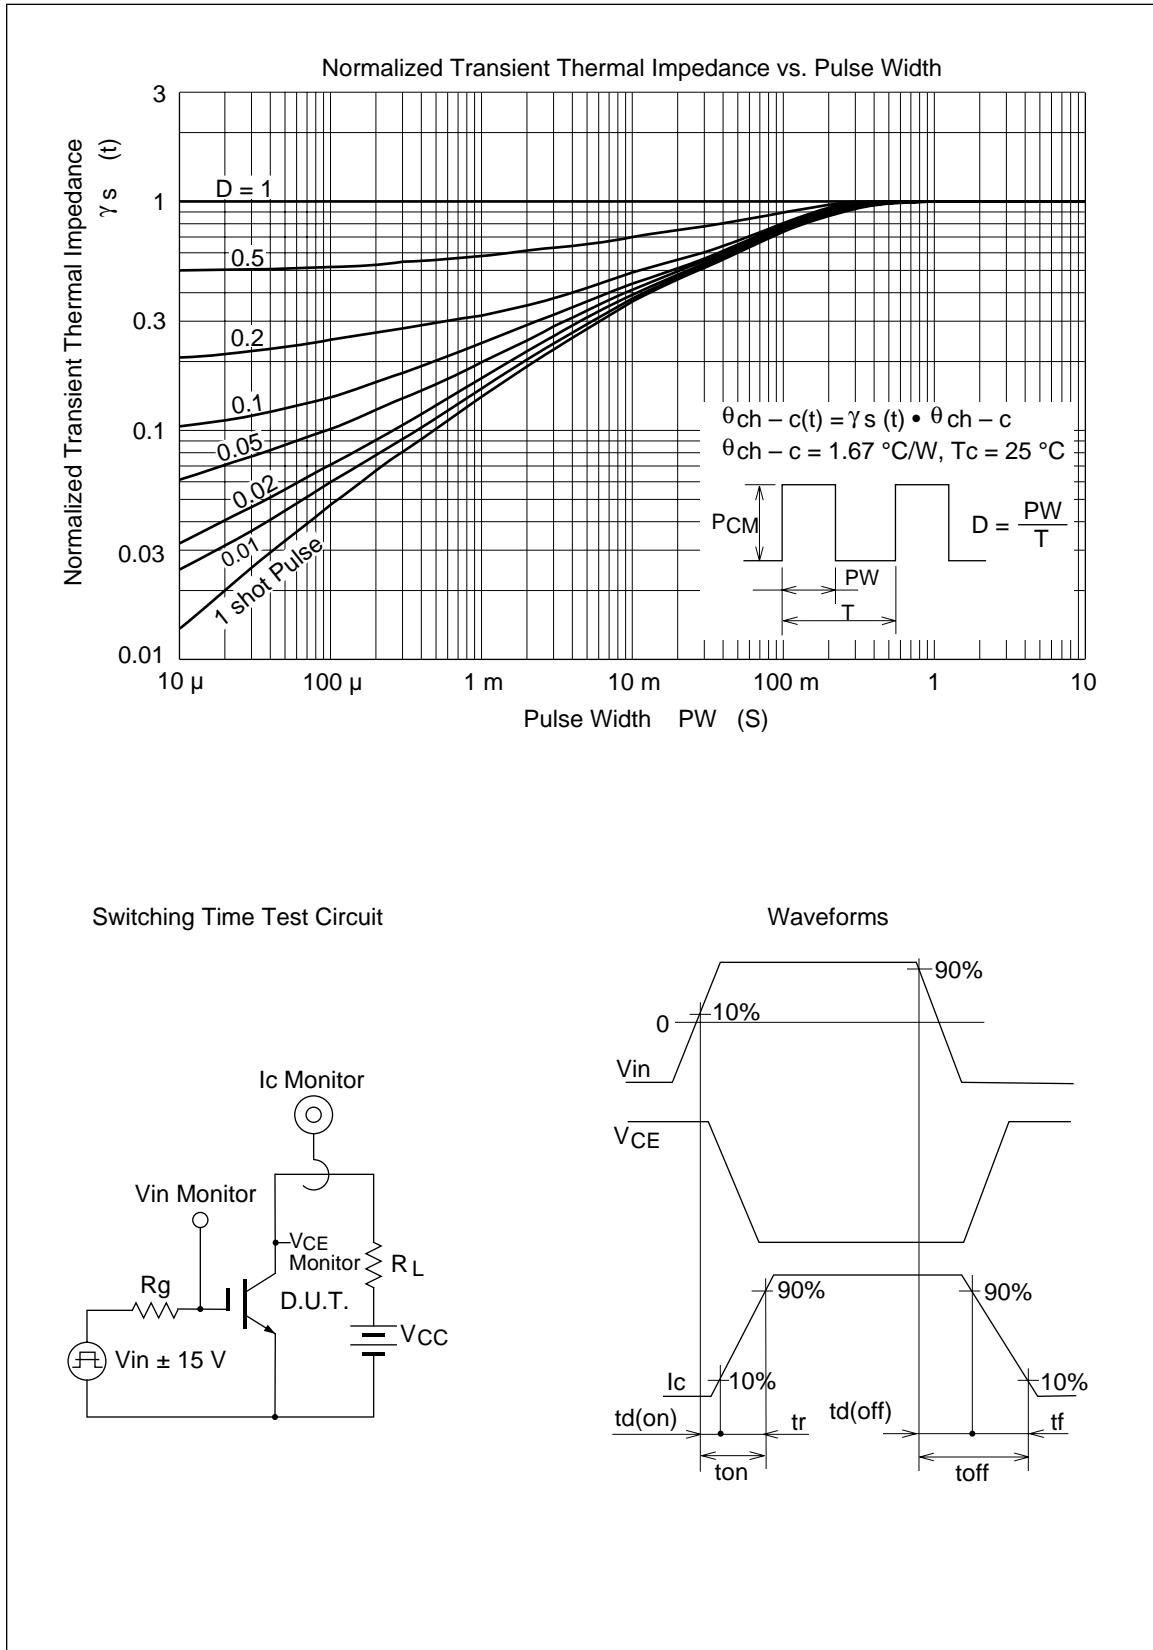 Normalized Transient Thermal Impedance vs. Pulse Width
Normalized Transient Thermal Impedance
γ s (t)
3
1
0.3
0.1
0.03
0.01
D = 1
0.5
0.2
0.1
0.05
0.02
0.01
1 shot Pulse
θch – c(t) = γ s (t) • θch – c
θch – c = 1.67 °C/W, Tc = 25 °C
PCM
PW
T
D = PW
T
10 µ
100 µ
1 m
10 m
100 m
1
10
Pulse Width PW (S)
Switching Time Test Circuit
Ic Monitor
Vin Monitor
VCE
Monitor
RL
Rg
D.U.T.
VCC
Vin ± 15 V
Waveforms
90%
10%
0
Vin
VCE
90%
90%
Ic
10%
10%
td(on)
tr
td(off)
tf
ton
toff